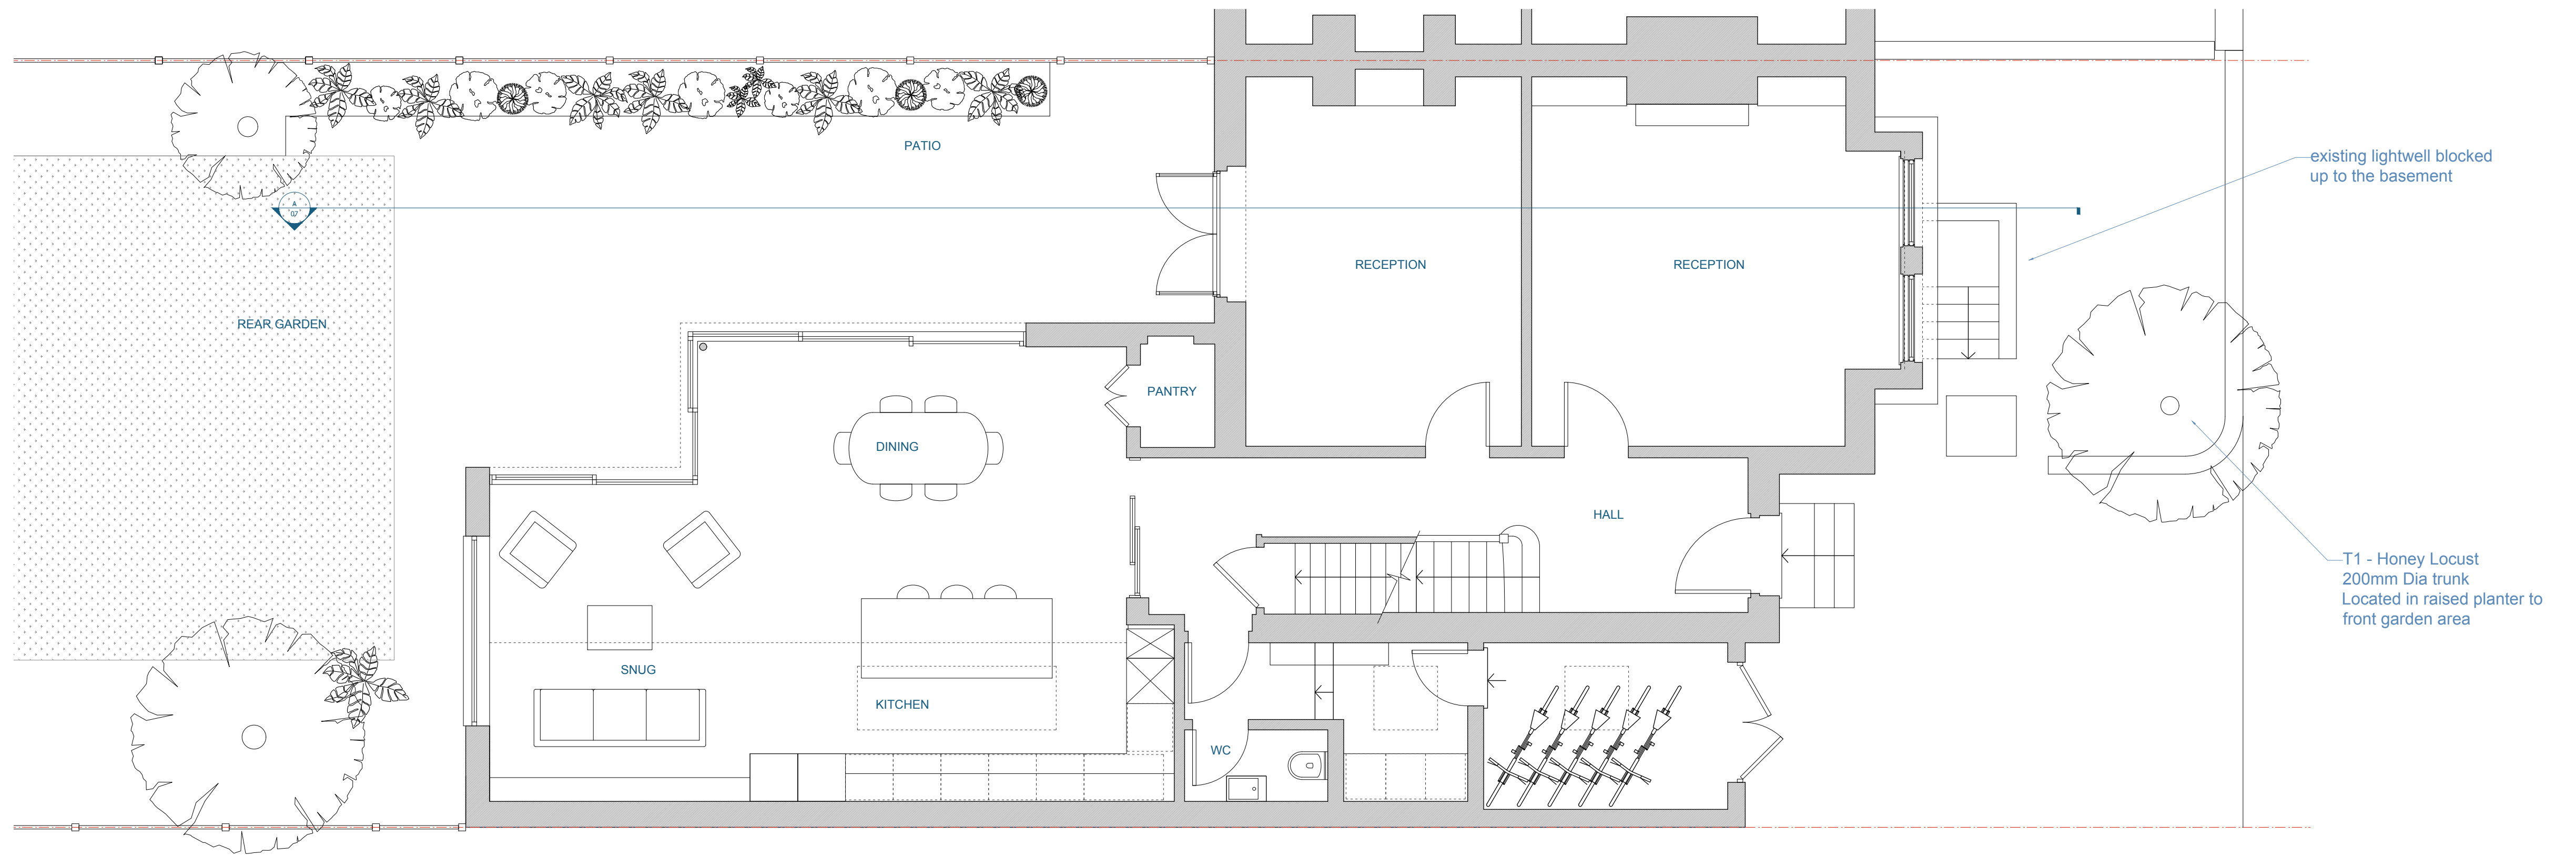 PATIO
existing lightwell blocked
up to the basement
A
07
RECEPTION
RECEPTION
REAR GARDEN
PANTRY
DINING
HALL
T1 - Honey Locust
200mm Dia trunk
Located in raised planter to
front garden area
SNUG
KITCHEN
WC